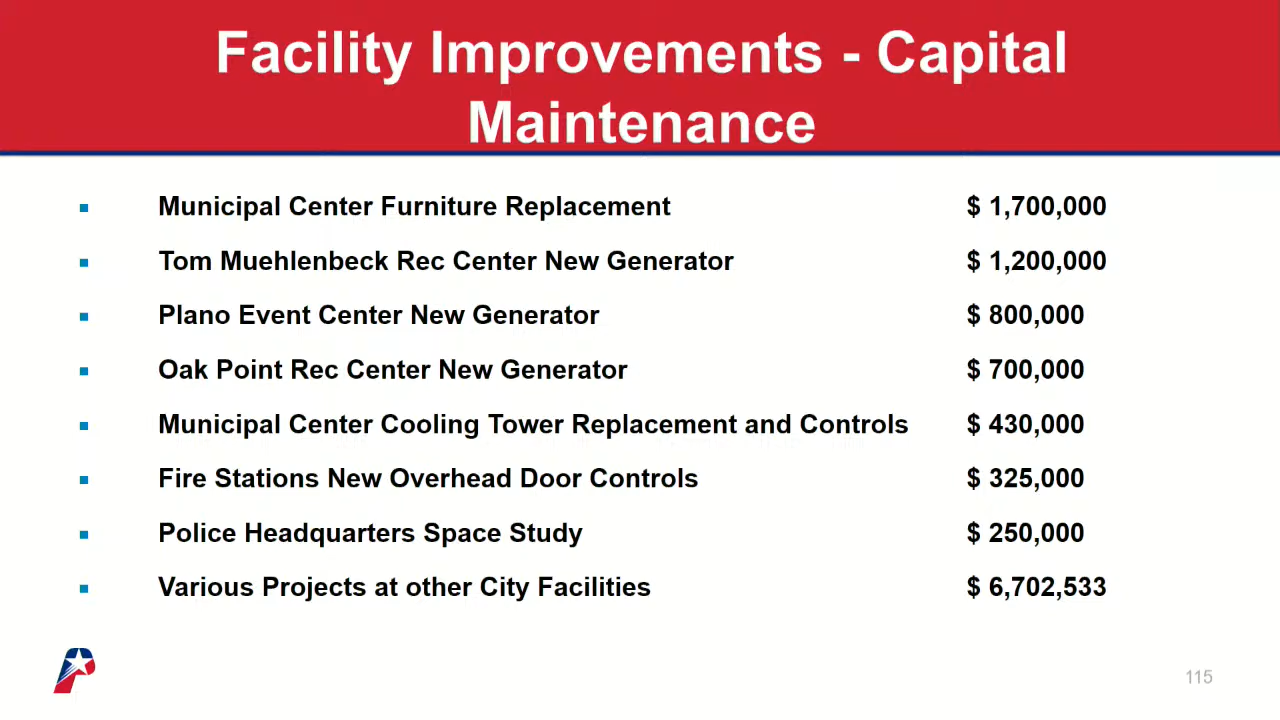 Facility Improvements - Capital
Maintenance
Municipal Center Furniture Replacement $ 1,700,000
Tom Muehlenbeck Rec Center New Generator $ 1,200,000
Plano Event Center New Generator $ 800,000
Oak Point Rec Center New Generator $ 700,000
Municipal Center Cooling Tower Replacement and Controls $ 430,000
Fire Stations New Overhead Door Controls $ 325,000
Police Headquarters Space Study $ 250,000
Various Projects at other City Facilities $ 6,702,533
115